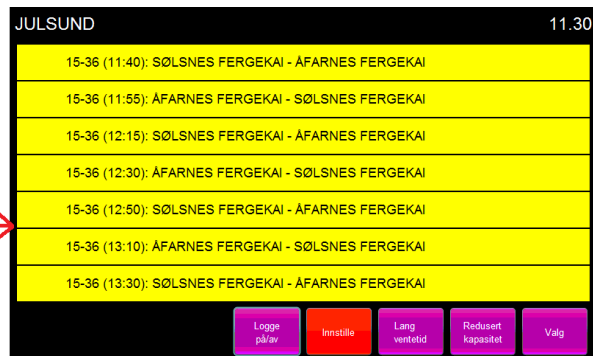 JULSUND 11.30
15-36 (11:40): SØLSNES FERGEKAI - ÅFARNES FERGEKAI
15-36 (11:55): ÅFARNES FERGEKAI - SØLSNES FERGEKAI
15-36 (12:15): SØLSNES FERGEKAI - ÅFARNES FERGEKAI
15-36 (12:30): ÅFARNES FERGEKAI - SØLSNES FERGEKAI
15-36 (12:50): SØLSNES FERGEKAI - ÅFARNES FERGEKAI
15-36 (13:10): ÅFARNES FERGEKAI - SØLSNES FERGEKAI
15-36 (13:30): SØLSNES FERGEKAI - ÅFARNES FERGEKAI
Logge
på/av
Innstille
Lang
ventetid
Redusert
kapasitet
Valg